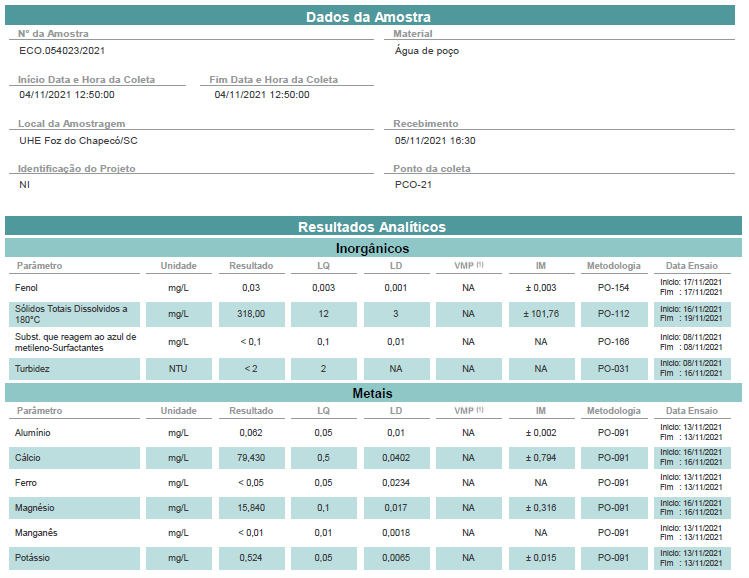 Dados da Amostra
N° da Amostra Material
ECO.054023/2021 Água de poço
Início Data e Hora da Coleta Fim Data e Hora da Coleta
04/11/2021 12:50:00 04/11/2021 12:50:00
Local da Amostragem Recebimento
UHE Foz do Chapecó/SC 05/11/2021 16:30
Identificação do Projeto Ponto da coleta
NI PCO-21
Resultados Analíticos
Inorgânicos
Parâmetro Unidade Resultado LQ LD VMP (1) IM Metodologia Data Ensaio
Fenol mg/L 0,03 0,003 0,001 NA ± 0,003 PO-154 Início: 17/11/2021
Fim : 17/11/2021
Sólidos Totais Dissolvidos a
180°C mg/L 318,00 12 3 NA ± 101,76 PO-112 Início: 16/11/2021
Fim : 19/11/2021
Subst. que reagem ao azul de
metileno-Surfactantes mg/L < 0,1 0,1 0,01 NA NA PO-166 Início: 08/11/2021
Fim : 08/11/2021
Turbidez NTU < 2 2 NA NA NA PO-031 Início: 08/11/2021
Fim : 16/11/2021
Metais
Parâmetro Unidade Resultado LQ LD VMP (1) IM Metodologia Data Ensaio
Alumínio mg/L 0,062 0,05 0,01 NA ± 0,002 PO-091 Início: 13/11/2021
Fim : 13/11/2021
Cálcio mg/L 79,430 0,5 0,0402 NA ± 0,794 PO-091 Início: 16/11/2021
Fim : 16/11/2021
Ferro mg/L < 0,05 0,05 0,0234 NA NA PO-091 Início: 13/11/2021
Fim : 13/11/2021
Magnésio mg/L 15,840 0,1 0,017 NA ± 0,316 PO-091 Início: 16/11/2021
Fim : 16/11/2021
Manganês mg/L < 0,01 0,01 0,0018 NA NA PO-091 Início: 13/11/2021
Fim : 13/11/2021
Potássio mg/L 0,524 0,05 0,0065 NA ± 0,015 PO-091 Início: 13/11/2021
Fim : 13/11/2021